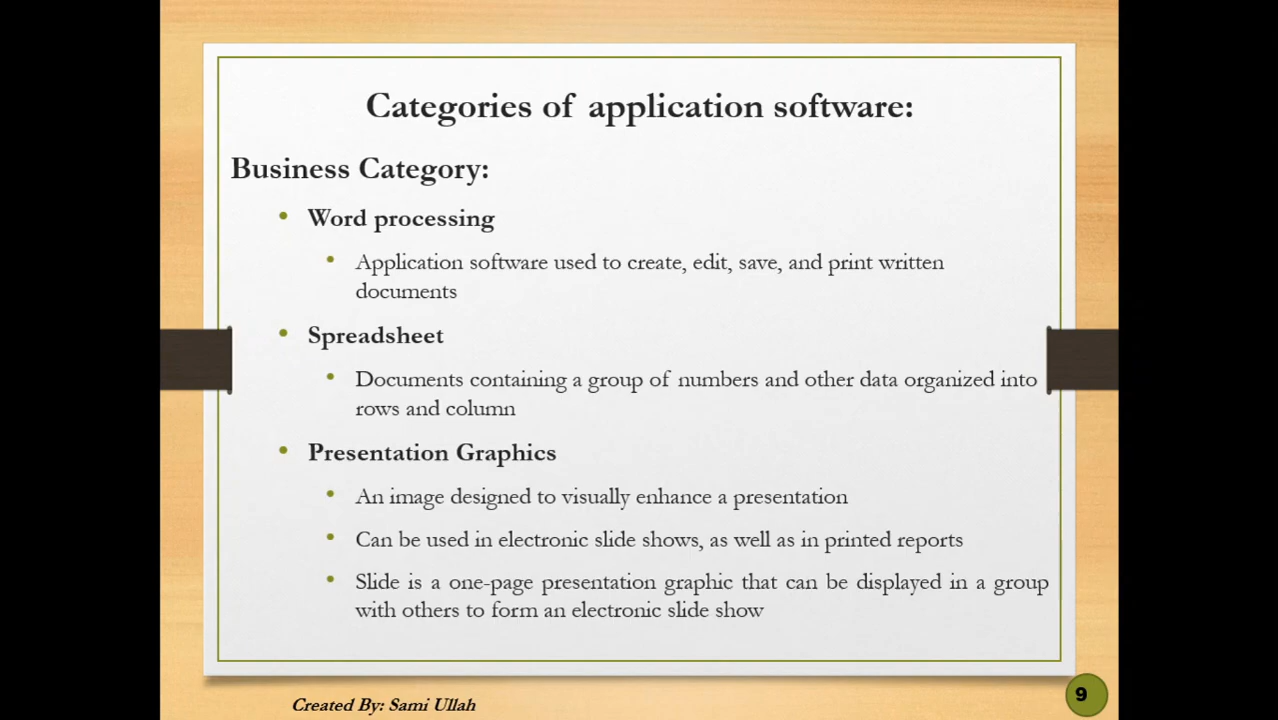 Categories of application software:
Business Category:
• Word processing
• Application software used to create, edit, save, and print written
documents
• Spreadsheet
• Documents containing a group of numbers and other data organized into
rows and column
• Presentation Graphics
• An image designed to visually enhance a presentation
• Can be used in electronic slide shows, as well as in printed reports
• Slide is a one-page presentation graphic that can be displayed in a group
with others to form an electronic slide show
Created By: Sami Ullah
9